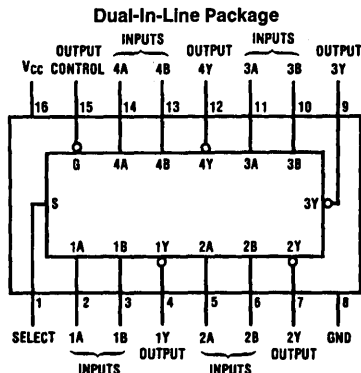 Dual-In-Line Package
OUTPUT INPUTS OUTPUT INPUTS OUTPUT
VCC CONTROL 4A 4B 4Y 3A 3B 3Y
16 15 14 13 12 11 10 9
G 4A 4B 4Y 3A 3B
S 3Y
1A 1B 1Y 2A 2B 2Y
1 2 3 4 5 6 7 8
SELECT 1A 1B 1Y 2A 2B 2Y GND
INPUTS OUTPUT INPUTS OUTPUT